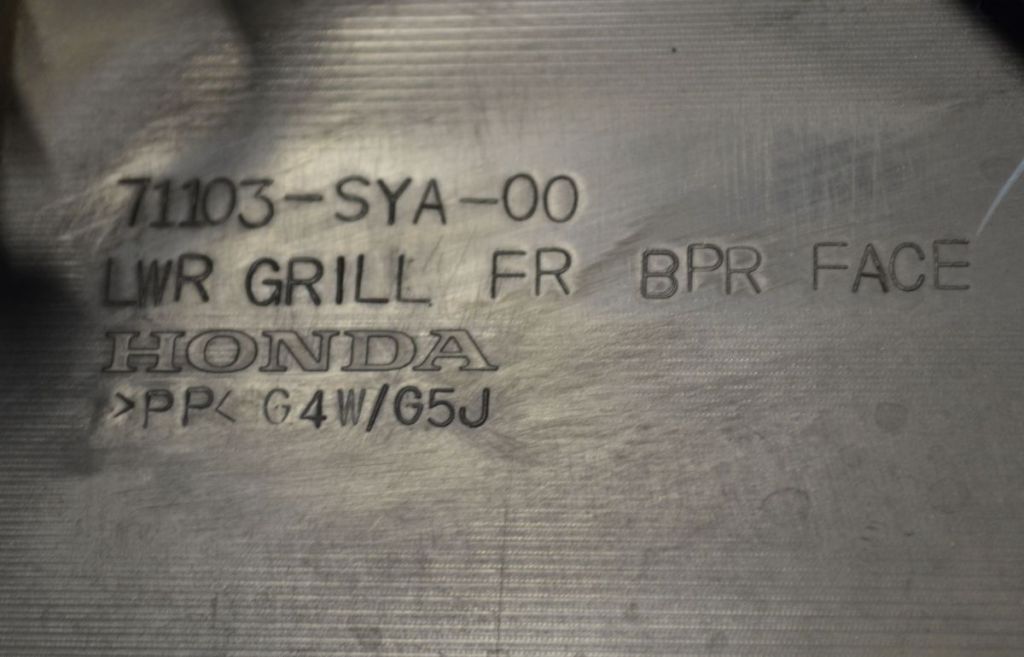 71103-SYA-00
LWR GRILL FR BPR FACE
HONDA
>PP< G4W/G5J